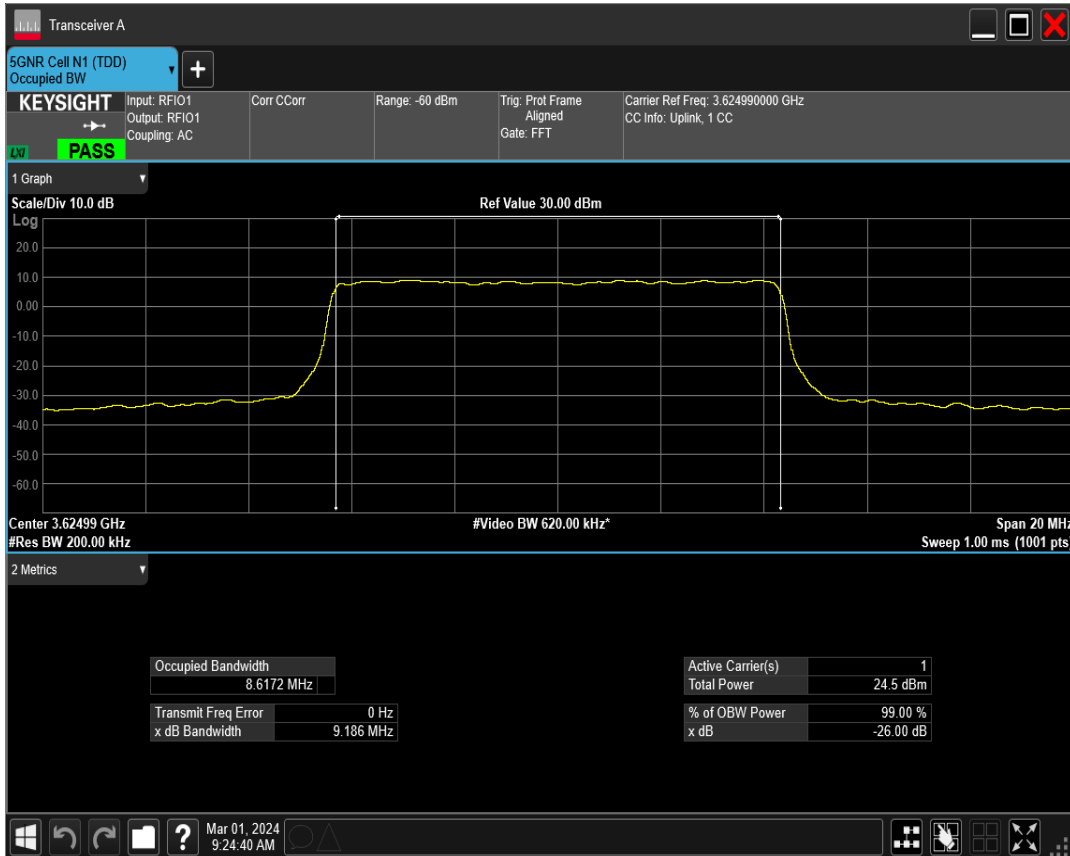 Transceiver A
5GNR Cell N1 (TDD)
Occupied BW
+
KEYSIGHT
LXI
PASS
Input: RFIO1
Output: RFIO1
Coupling: AC
Corr CCorr
Range: -60 dBm
Trig: Prot Frame
Aligned
Gate: FFT
Carrier Ref Freq: 3.624990000 GHz
CC Info: Uplink, 1 CC
1 Graph
Scale/Div 10.0 dB
Ref Value 30.00 dBm
Log
20.0
10.0
0.00
-10.0
-20.0
-30.0
-40.0
-50.0
-60.0
Center 3.62499 GHz
#Video BW 620.00 kHz*
Span 20 MHz
#Res BW 200.00 kHz
Sweep 1.00 ms (1001 pts)
2 Metrics
Occupied Bandwidth
8.6172 MHz
Transmit Freq Error 0 Hz
x dB Bandwidth 9.186 MHz
Active Carrier(s) 1
Total Power 24.5 dBm
% of OBW Power 99.00 %
x dB -26.00 dB
?
Mar 01, 2024
9:24:40 AM